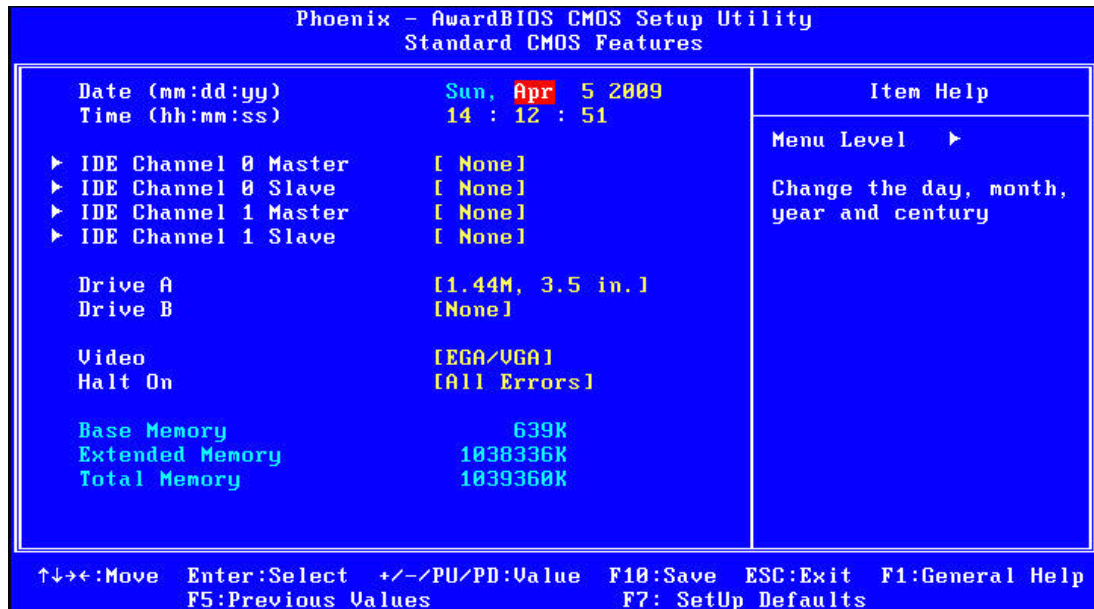 Phoenix - AwardBIOS CMOS Setup Utility
Standard CMOS Features
Date (mm:dd:yy) Sun, Apr 5 2009
Time (hh:mm:ss) 14 : 12 : 51
Item Help
► IDE Channel 0 Master [ None]
► IDE Channel 0 Slave [ None]
► IDE Channel 1 Master [ None]
► IDE Channel 1 Slave [ None]
Drive A [1.44M, 3.5 in.]
Drive B [None]
Video [EGA/VGA]
Halt On [All Errors]
Base Memory 639K
Extended Memory 1038336K
Total Memory 1039360K
Menu Level ►
Change the day, month,
year and century
↑↓→←:Move Enter:Select +/-/PU/PD:Value F10:Save ESC:Exit F1:General Help
F5:Previous Values F7: SetUp Defaults